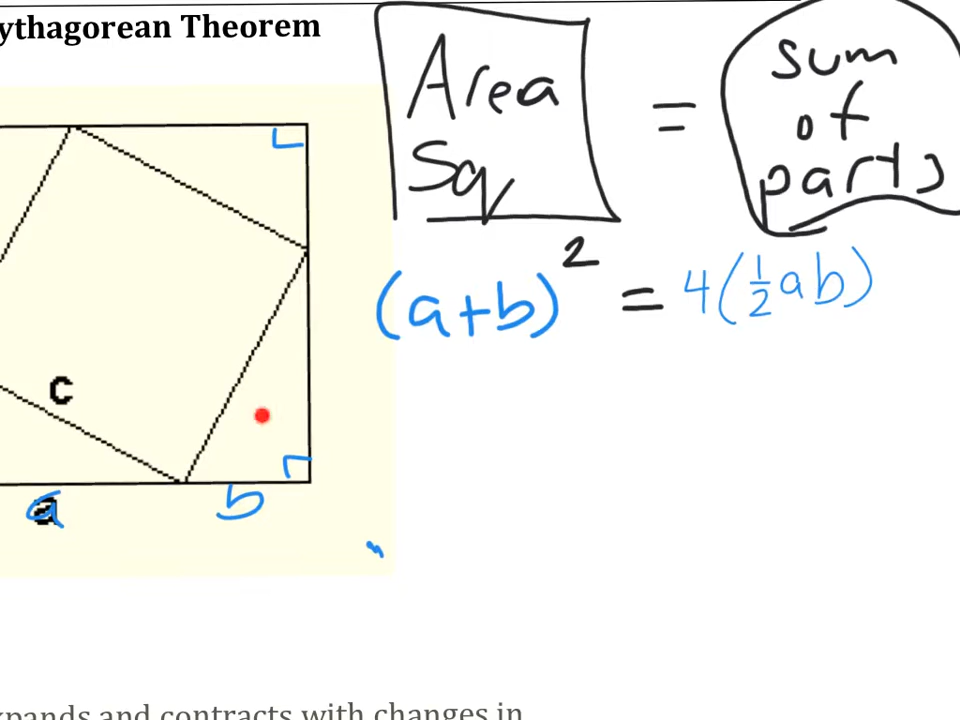 ythagorean Theorem
Area
Sq
=
sum
of
parts
(a+b)² = 4(½ab)
c
a
b
xpands and contracts with changes in